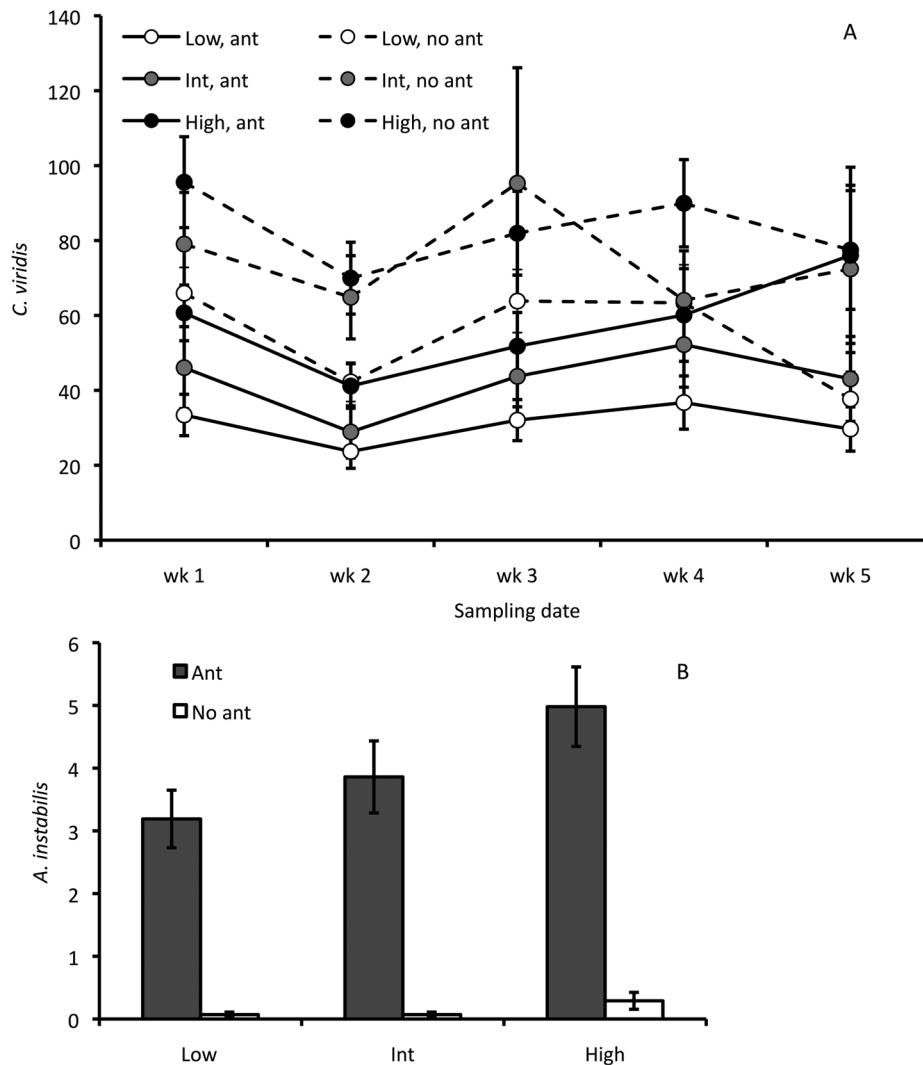 140
A
Low, ant
Low, no ant
120
Int, ant
Int, no ant
High, ant
High, no ant
100
80
C. viridis
60
40
20
0
wk 1 wk 2 wk 3 wk 4 wk 5
Sampling date
6
B
Ant
5
No ant
4
3
A. instabilis
2
1
0
Low Int High